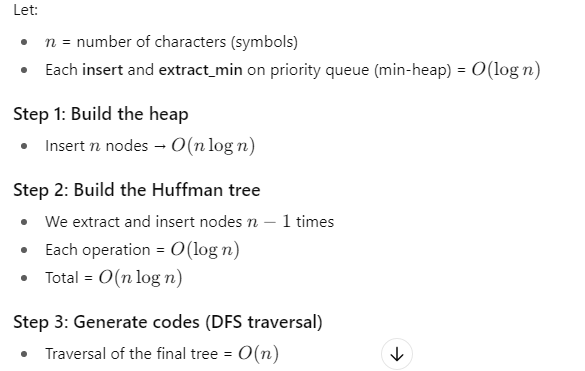 Let:
• n = number of characters (symbols)
• Each insert and extract_min on priority queue (min-heap) = O(log n)
Step 1: Build the heap
• Insert n nodes → O(n log n)
Step 2: Build the Huffman tree
• We extract and insert nodes n − 1 times
• Each operation = O(log n)
• Total = O(n log n)
Step 3: Generate codes (DFS traversal)
• Traversal of the final tree = O(n)